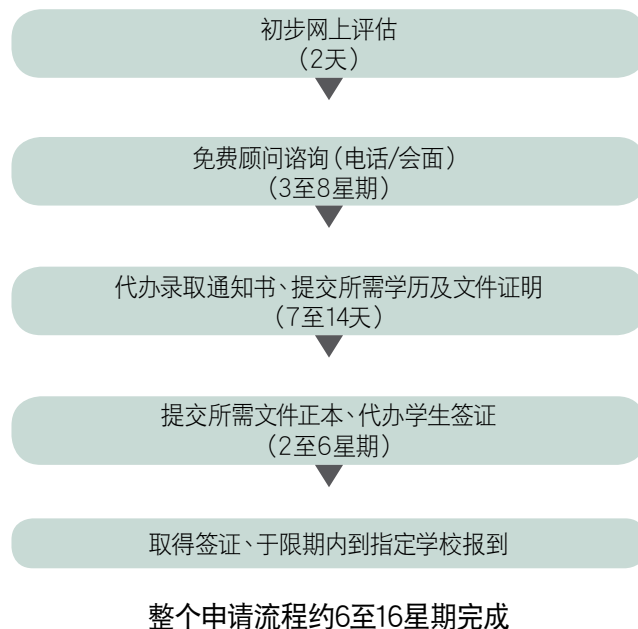 初步网上评估
（2天）
免费顾问谘询（电话/会面）
（3至8星期）
代办录取通知书、提交所需学历及文件证明
（7至14天）
提交所需文件正本、代办学生签证
（2至6星期）
取得签证、于限期内到指定学校报到
整个申请流程约6至16星期完成